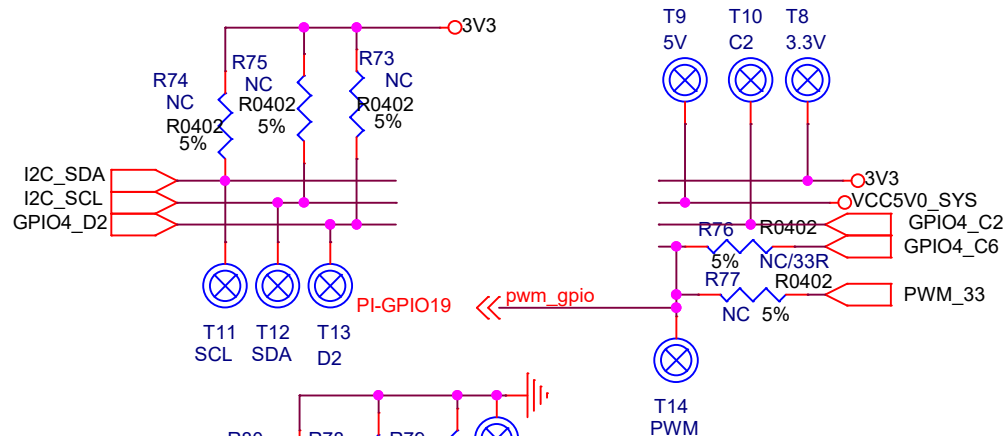 3V3
R74
NC
R0402
5%
R75
NC
R0402
5%
R73
NC
R0402
5%
I2C_SDA
I2C_SCL
GPIO4_D2
T11
SCL
T12
SDA
T13
D2
PI-GPIO19
pwm_gpio
T9
5V
T10
C2
T8
3.3V
3V3
VCC5V0_SYS
GPIO4_C2
GPIO4_C6
R76
R0402
5%
NC/33R
R77
R0402
NC
5%
PWM_33
T14
PWM